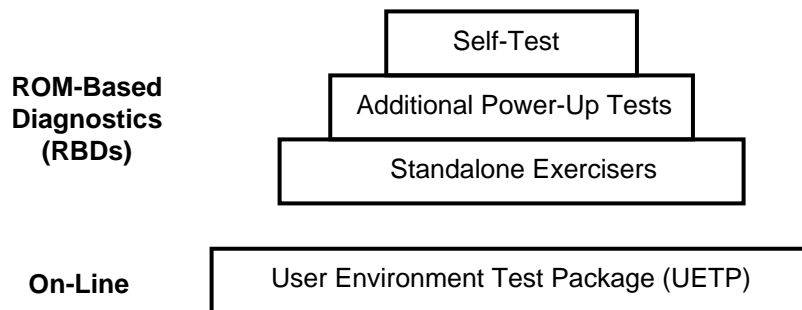 Self-Test
ROM-Based
Diagnostics
(RBDs)
Additional Power-Up Tests
Standalone Exercisers
On-Line
User Environment Test Package (UETP)